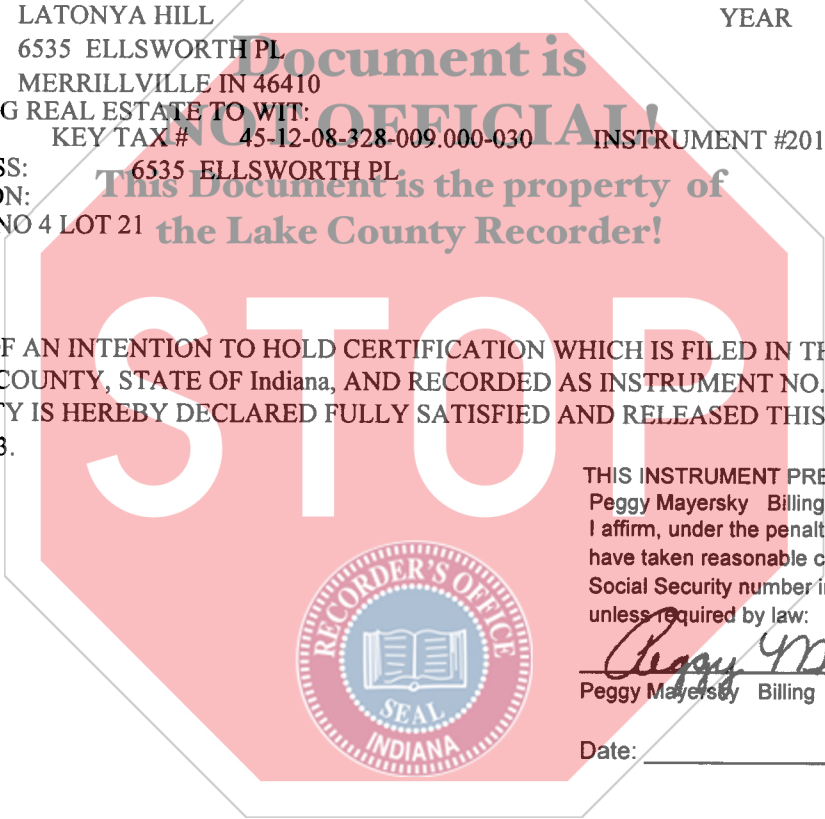 LATONYA HILL YEAR
6535 ELLSWORTH PL
Document is
MERRILLVILLE IN 46410
G REAL ESTATE TO WIT:
NOT OFFICIAL!
KEY TAX # 45-12-08-328-009.000-030 INSTRUMENT #201
SS: 6535 ELLSWORTH PL
This Document is the property of
ON:
NO 4 LOT 21
the Lake County Recorder!
STOP
F AN INTENTION TO HOLD CERTIFICATION WHICH IS FILED IN TH
COUNTY, STATE OF Indiana, AND RECORDED AS INSTRUMENT NO.
TY IS HEREBY DECLARED FULLY SATISFIED AND RELEASED THIS
3.
THIS INSTRUMENT PRE
Peggy Mayersky Billing
I affirm, under the penalt
have taken reasonable c
Social Security number i
unless required by law:
Peggy M
Peggy Mayersky Billing
Date:
RECORDER'S OFFICE
SEAL
INDIANA